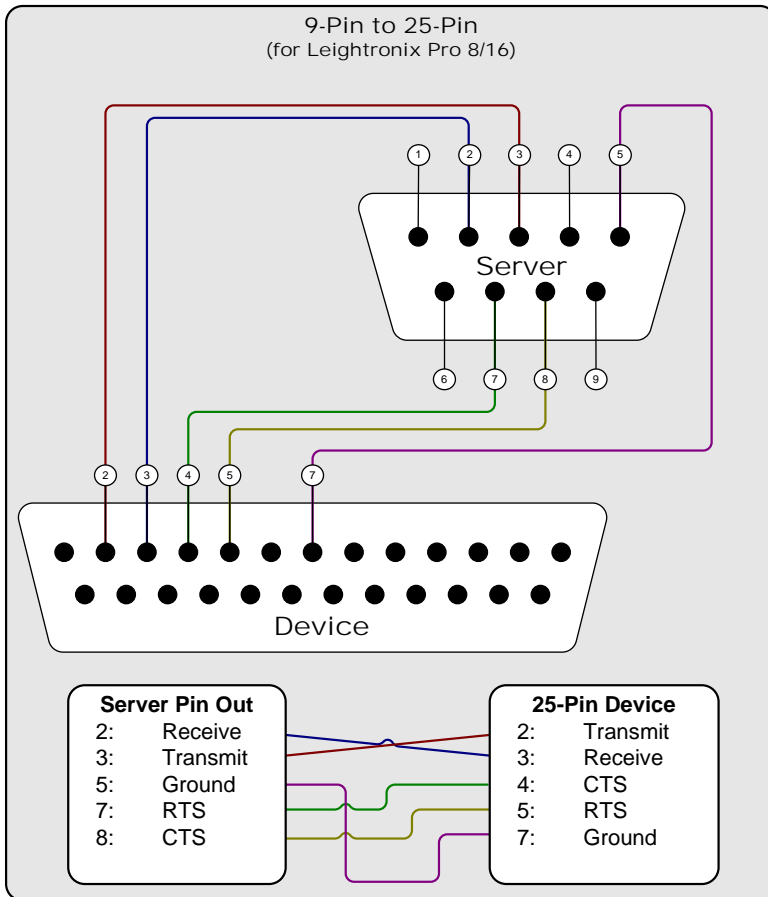 9-Pin to 25-Pin
(for Leightronix Pro 8/16)
1 2 3 4 5
Server
6 7 8 9
2 3 4 5 7
Device
Server Pin Out
2: Receive
3: Transmit
5: Ground
7: RTS
8: CTS
25-Pin Device
2: Transmit
3: Receive
4: CTS
5: RTS
7: Ground